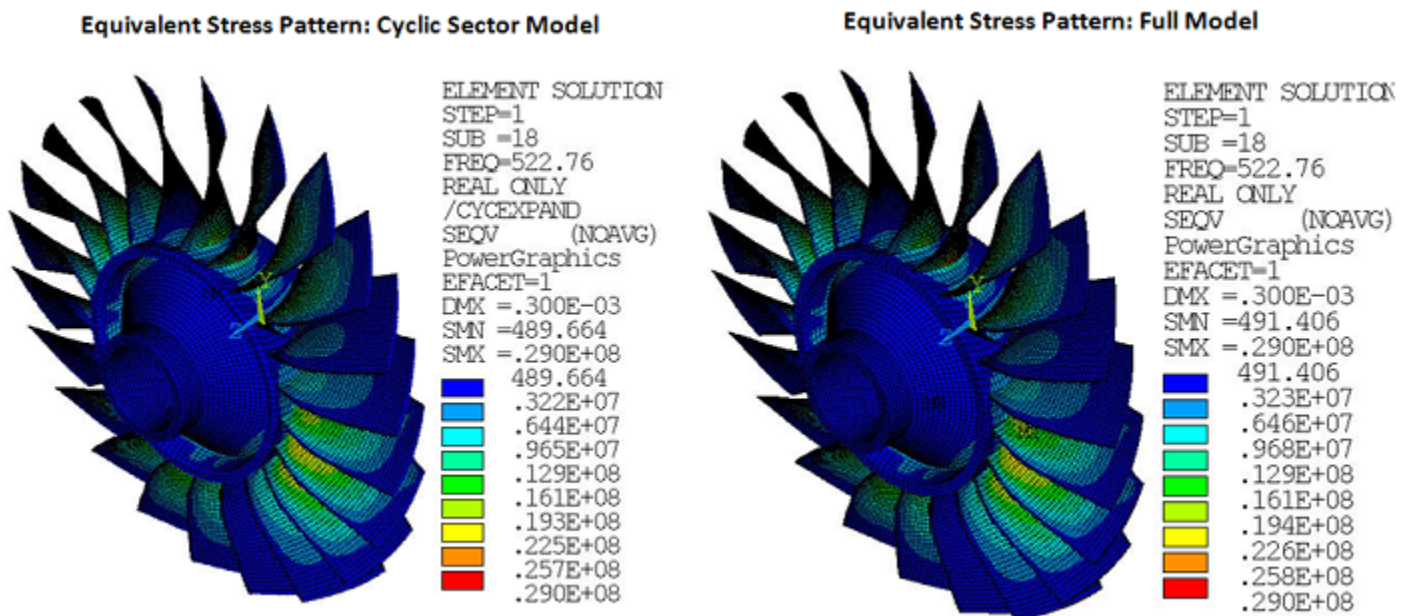 Equivalent Stress Pattern: Cyclic Sector Model
ELEMENT SOLUTION
STEP=1
SUB =18
FREQ=522.76
REAL ONLY
/CYCEXPAND
SEQV (NOAVG)
PowerGraphics
EFACET=1
DMX =.300E-03
SMN =489.664
SMX =.290E+08
489.664
.322E+07
.644E+07
.965E+07
.129E+08
.161E+08
.193E+08
.225E+08
.257E+08
.290E+08
Y
Z
Equivalent Stress Pattern: Full Model
ELEMENT SOLUTION
STEP=1
SUB =18
FREQ=522.76
REAL ONLY
SEQV (NOAVG)
PowerGraphics
EFACET=1
DMX =.300E-03
SMN =491.406
SMX =.290E+08
491.406
.323E+07
.646E+07
.968E+07
.129E+08
.161E+08
.194E+08
.226E+08
.258E+08
.290E+08
Y
Z